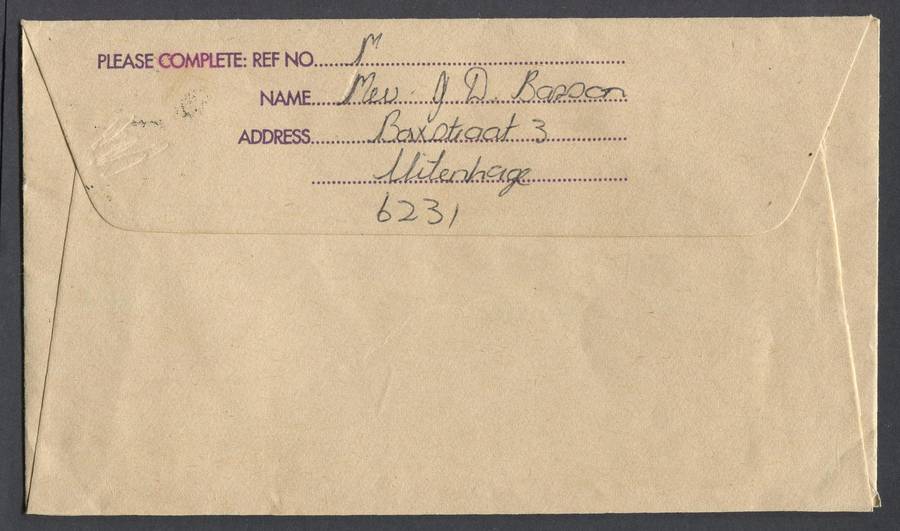 PLEASE COMPLETE: REF NO. M
NAME Mev. J D. Basson
ADDRESS Baxstraat 3
Uitenhage
6231